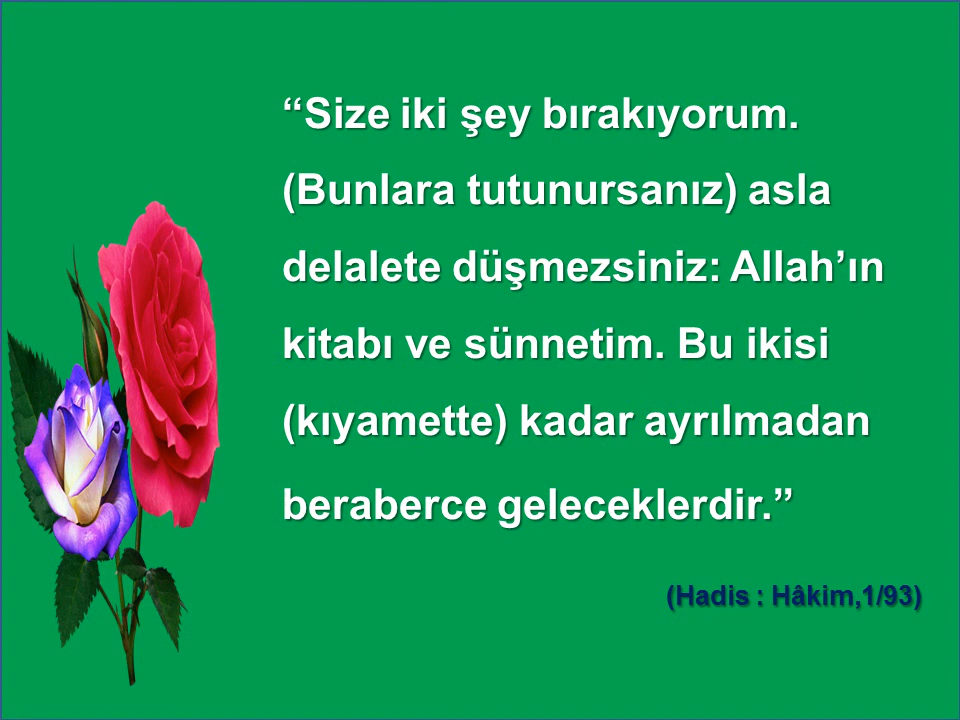 “Size iki şey bırakıyorum.
(Bunlara tutunursanız) asla
delalete düşmezsiniz: Allah’ın
kitabı ve sünnetim. Bu ikisi
(kıyamette) kadar ayrılmadan
beraberce geleceklerdir.”
(Hadis : Hâkim,1/93)